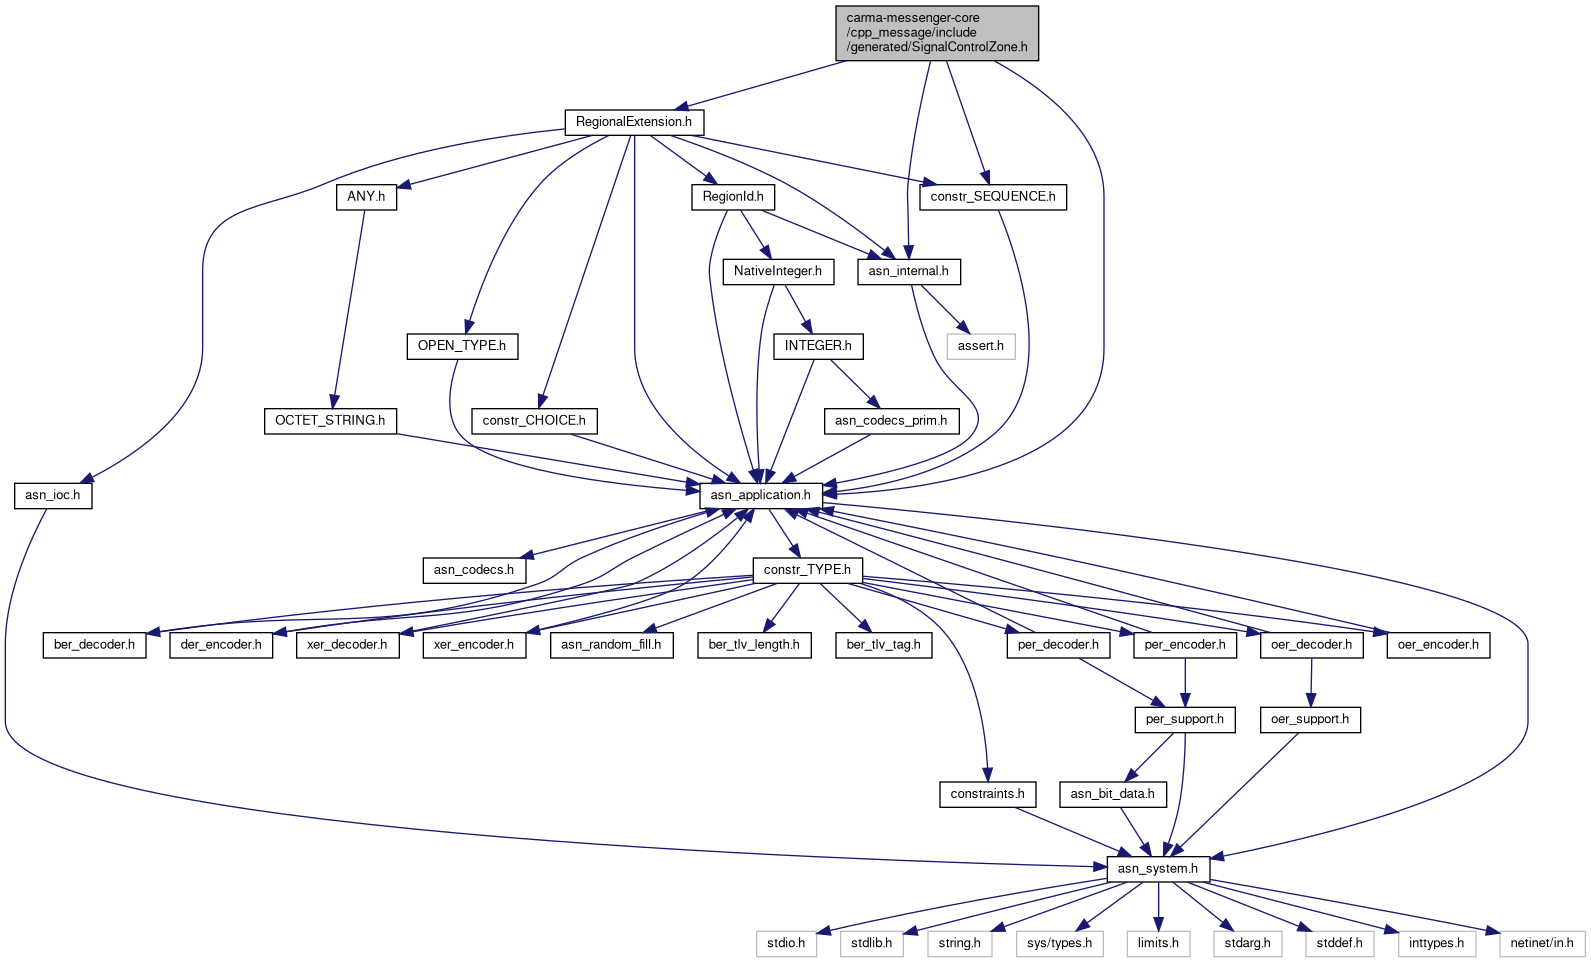 carma-messenger-core
/cpp_message/include
/generated/SignalControlZone.h
RegionalExtension.h
ANY.h
RegionId.h
constr_SEQUENCE.h
NativeInteger.h
asn_internal.h
OPEN_TYPE.h
INTEGER.h
assert.h
OCTET_STRING.h
constr_CHOICE.h
asn_codecs_prim.h
asn_ioc.h
asn_application.h
asn_codecs.h
constr_TYPE.h
ber_decoder.h
der_encoder.h
xer_decoder.h
xer_encoder.h
asn_random_fill.h
ber_tlv_length.h
ber_tlv_tag.h
per_decoder.h
per_encoder.h
oer_decoder.h
oer_encoder.h
per_support.h
oer_support.h
constraints.h
asn_bit_data.h
asn_system.h
stdio.h
stdlib.h
string.h
sys/types.h
limits.h
stdarg.h
stddef.h
inttypes.h
netinet/in.h